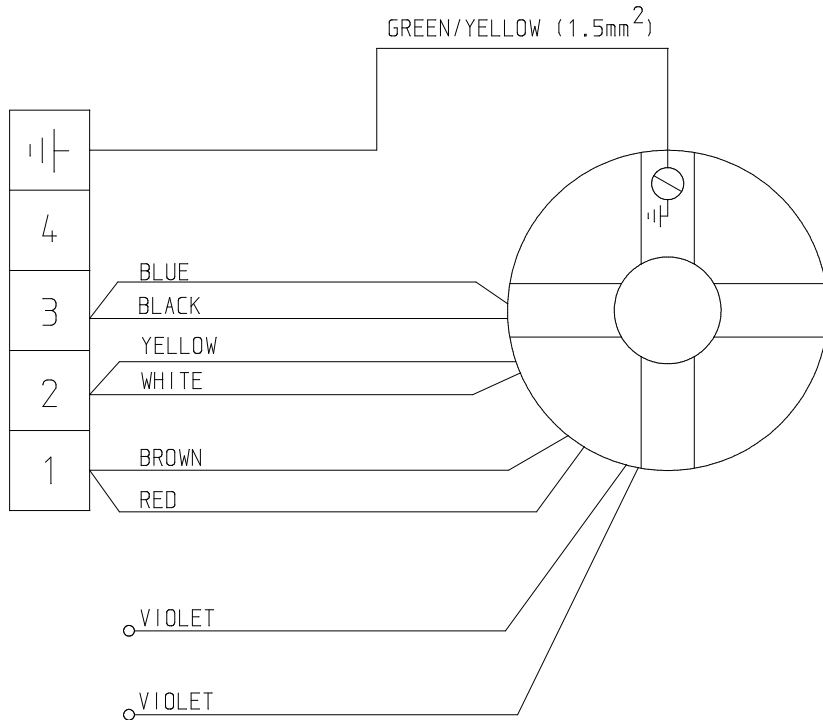 GREEN/YELLOW (1.5mm²)
4
BLUE
3
BLACK
YELLOW
2
WHITE
BROWN
1
RED
VIOLET
VIOLET